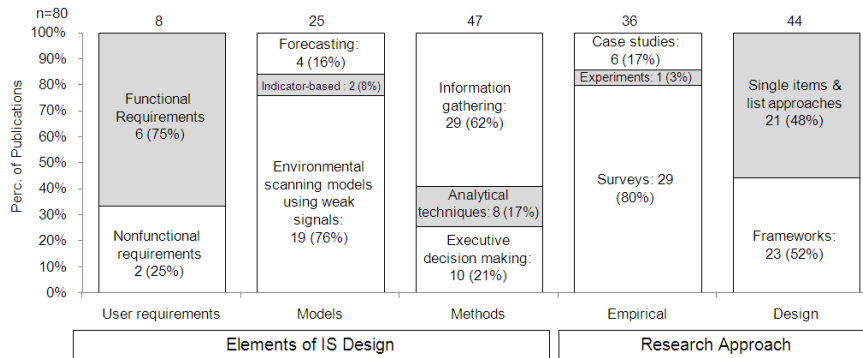 n=80
8
25
47
36
44
Perc. of Publications
100%
90%
80%
70%
60%
50%
40%
30%
20%
10%
0%
Functional
Requirements
6 (75%)
Nonfunctional
requirements
2 (25%)
Forecasting:
4 (16%)
Indicator-based : 2 (8%)
Environmental
scanning models
using weak
signals:
19 (76%)
Information
gathering:
29 (62%)
Analytical
techniques: 8 (17%)
Executive
decision making:
10 (21%)
Case studies:
6 (17%)
Experiments: 1 (3%)
Surveys: 29
(80%)
Single items &
list approaches
21 (48%)
Frameworks:
23 (52%)
User requirements
Models
Methods
Empirical
Design
Elements of IS Design
Research Approach